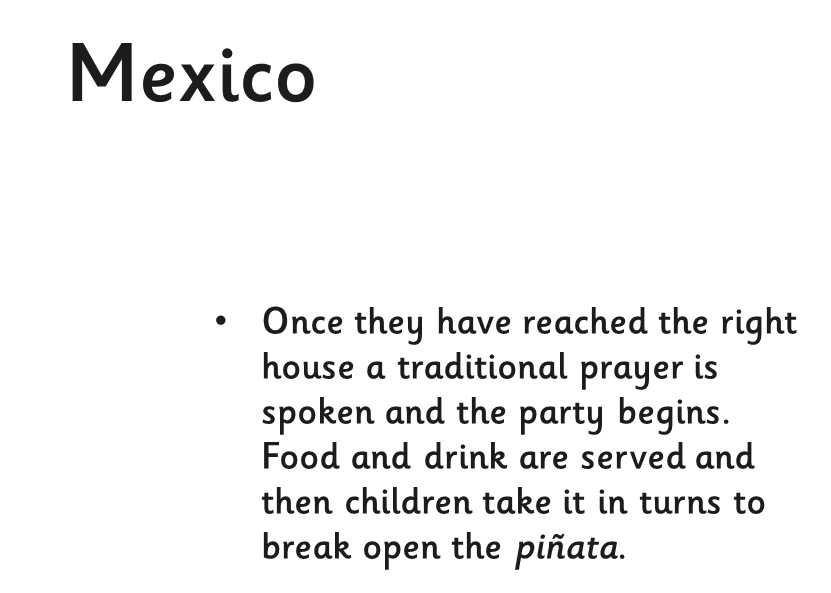 Mexico
• Once they have reached the right
house a traditional prayer is
spoken and the party begins.
Food and drink are served and
then children take it in turns to
break open the piñata.